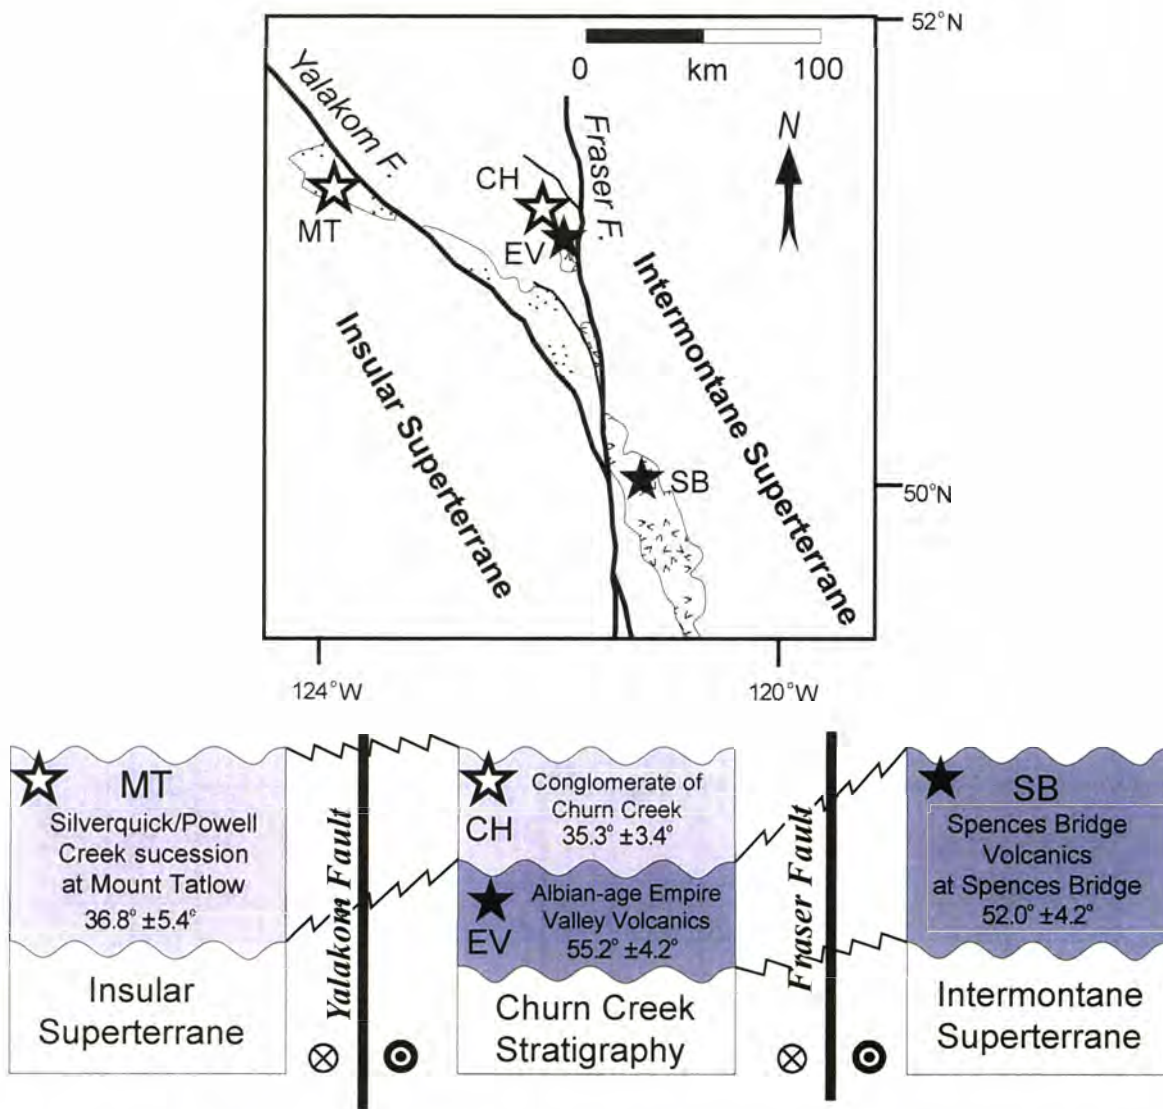 52°N
0 km 100
Yalakom F.
Fraser F.
N
CH
MT
EV
Insular Superterrane
Intermontane Superterrane
SB
50°N
124°W
120°W
MT
Silverquick/Powell
Creek sucession
at Mount Tatlow
36.8° ±5.4°
Insular
Superterrane
Yalakom Fault
Conglomerate of
Churn Creek
35.3° ±3.4°
CH
Albian-age Empire
Valley Volcanics
55.2° ±4.2°
EV
Churn Creek
Stratigraphy
Fraser Fault
SB
Spences Bridge
Volcanics
at Spences Bridge
52.0° ±4.2°
Intermontane
Superterrane